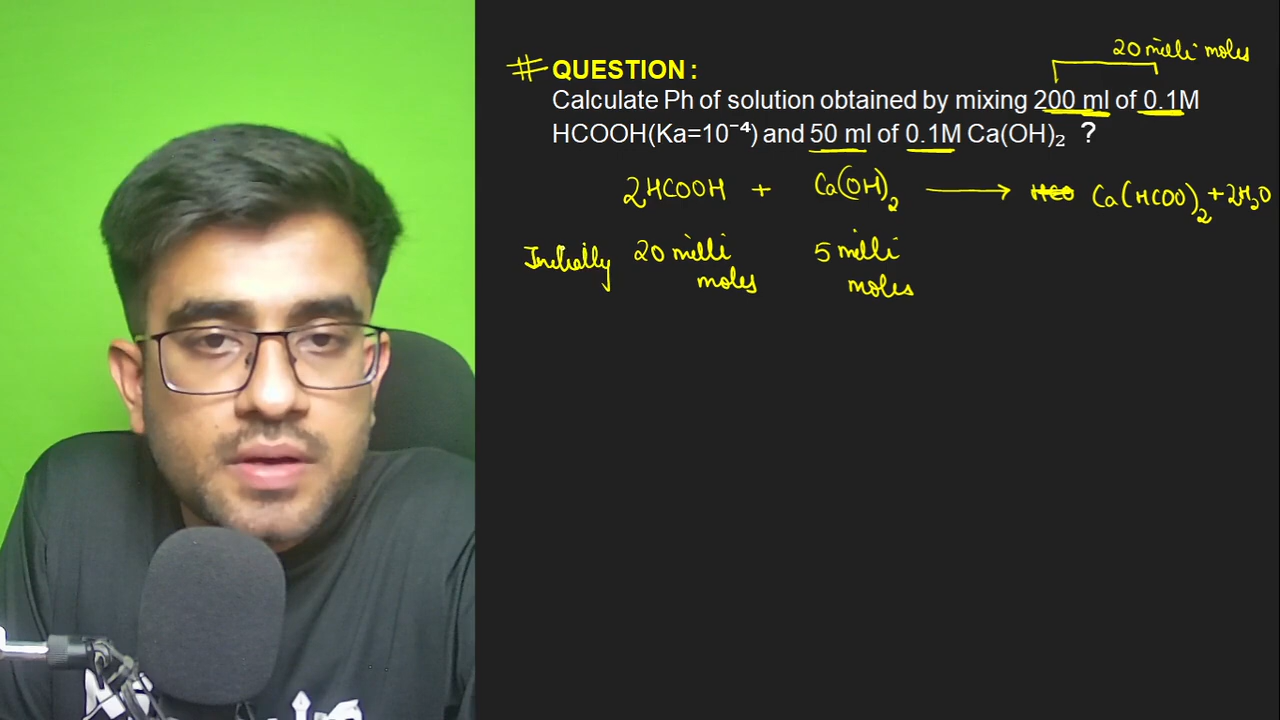 20 milli moles
# QUESTION :
Calculate Ph of solution obtained by mixing 200 ml of 0.1M
HCOOH(Ka=10⁻⁴) and 50 ml of 0.1M Ca(OH)₂ ?
2HCOOH + Ca(OH)₂ ⟶ Ca(HCOO)₂ + 2H₂O
Initially 20 milli moles 5 milli moles